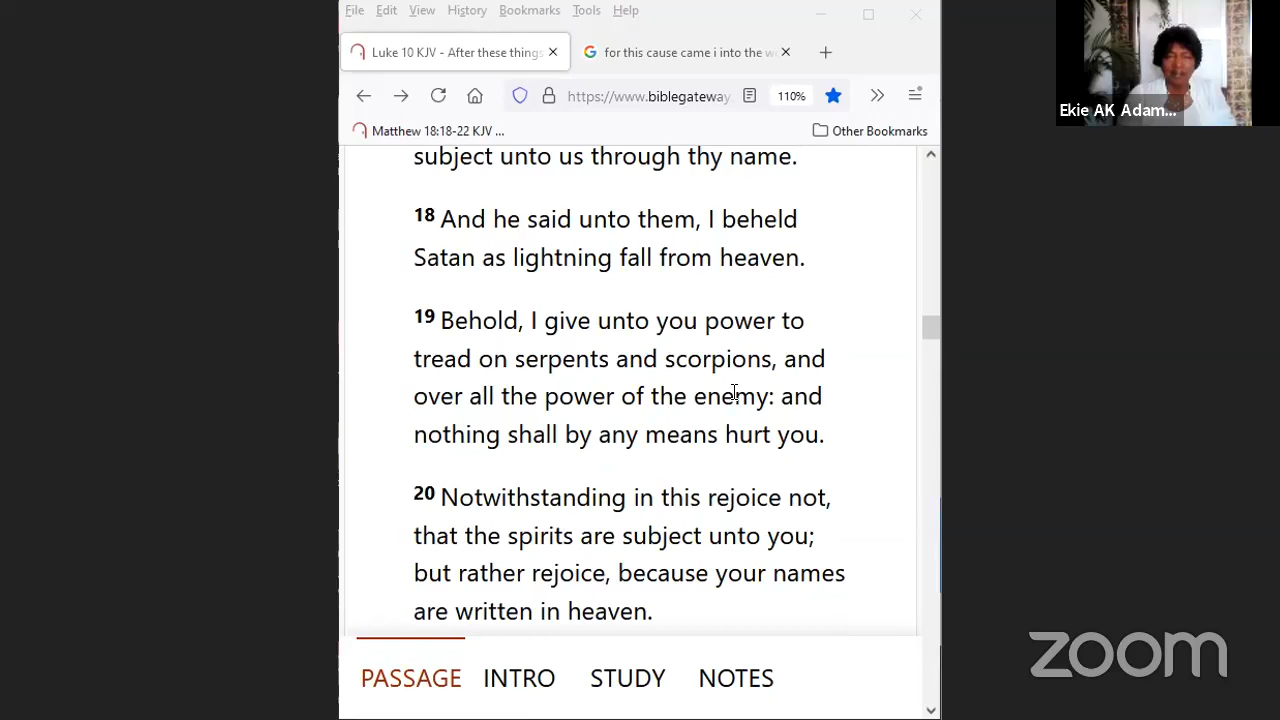 File Edit View History Bookmarks Tools Help
Luke 10 KJV - After these things
for this cause came i into the w
https://www.biblegateway
110%
Matthew 18:18-22 KJV ...
Other Bookmarks
Ekie AK Adam...
subject unto us through thy name.
18 And he said unto them, I beheld
Satan as lightning fall from heaven.
19 Behold, I give unto you power to
tread on serpents and scorpions, and
over all the power of the enemy: and
nothing shall by any means hurt you.
20 Notwithstanding in this rejoice not,
that the spirits are subject unto you;
but rather rejoice, because your names
are written in heaven.
PASSAGE INTRO STUDY NOTES
zoom